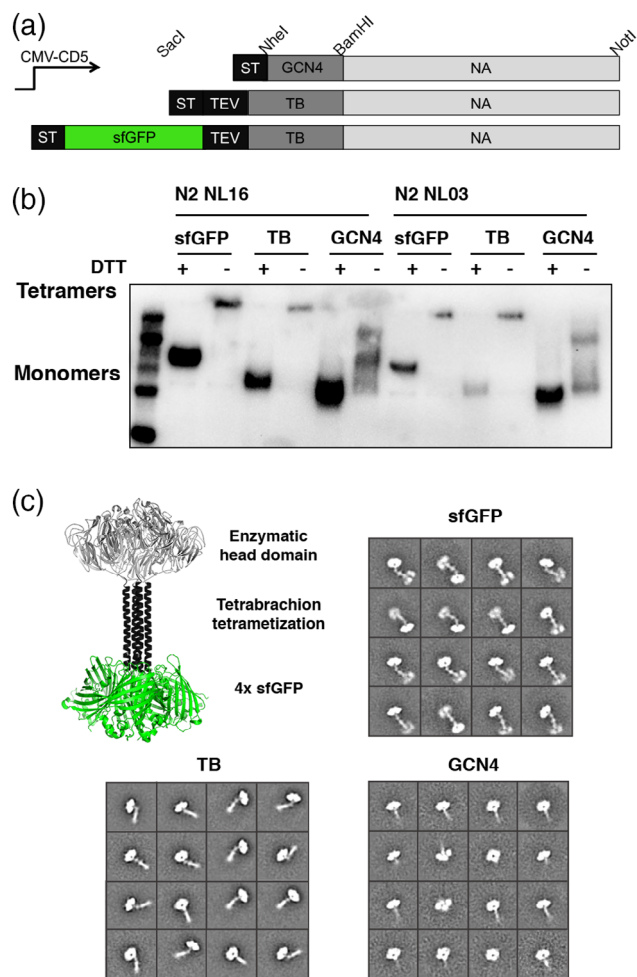 (a)
SacI
NheI
BamHI
NotI
CMV-CD5
ST GCN4 NA
ST TEV TB NA
ST sfGFP TEV TB NA
(b)
N2 NL16 N2 NL03
sfGFP TB GCN4 sfGFP TB GCN4
DTT + - + - + - + - + - + -
Tetramers
Monomers
(c)
sfGFP
Enzymatic
head domain
Tetrabrachion
tetrametization
4x sfGFP
TB
GCN4